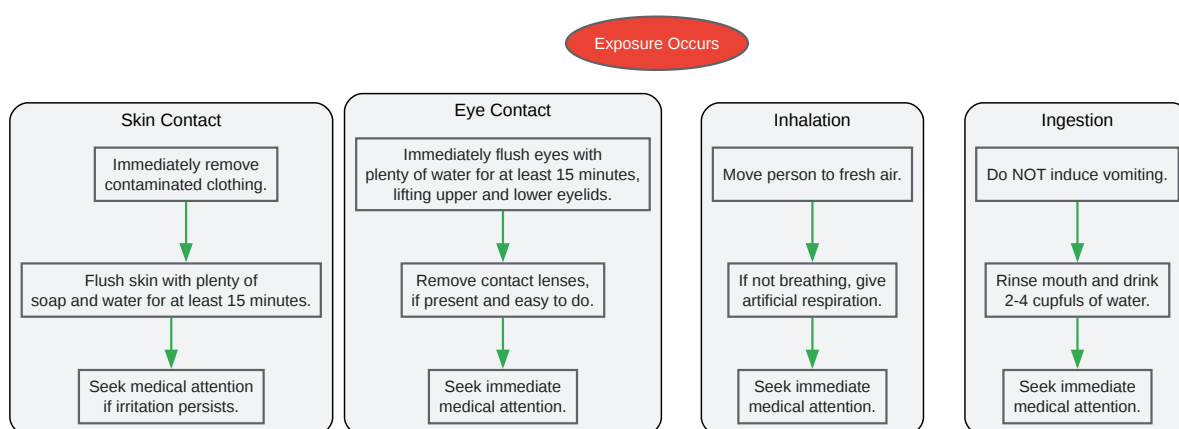 Exposure Occurs
Skin Contact
Immediately remove
contaminated clothing.
Flush skin with plenty of
soap and water for at least 15 minutes.
Seek medical attention
if irritation persists.
Eye Contact
Immediately flush eyes with
plenty of water for at least 15 minutes,
lifting upper and lower eyelids.
Remove contact lenses,
if present and easy to do.
Seek immediate
medical attention.
Inhalation
Move person to fresh air.
If not breathing, give
artificial respiration.
Seek immediate
medical attention.
Ingestion
Do NOT induce vomiting.
Rinse mouth and drink
2-4 cupfuls of water.
Seek immediate
medical attention.